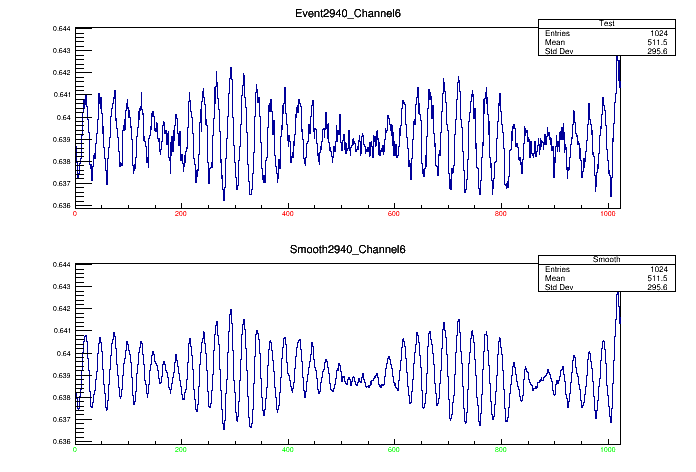 Event2940_Channel6
Test
Entries 1024
Mean 511.5
Std Dev 295.6
0.644
0.643
0.642
0.641
0.64
0.639
0.638
0.637
0.636
0 200 400 600 800 1000
Smooth2940_Channel6
Smooth
Entries 1024
Mean 511.5
Std Dev 295.6
0.644
0.643
0.642
0.641
0.64
0.639
0.638
0.637
0.636
0 200 400 600 800 1000